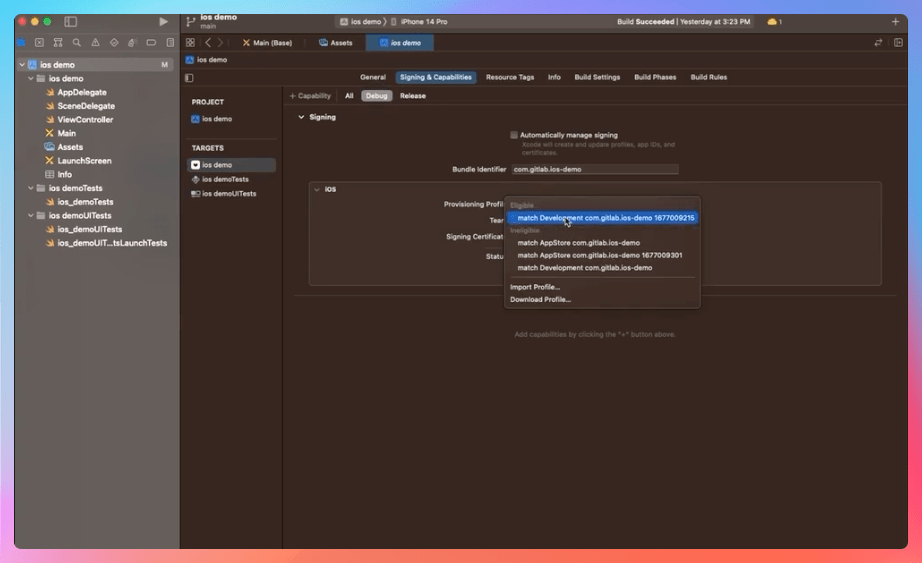 ios demo
main
ios demo
iPhone 14 Pro
Build Succeeded | Yesterday at 3:23 PM
1
Main (Base)
Assets
ios demo
ios demo
M
ios demo
AppDelegate
SceneDelegate
ViewController
Main
Assets
LaunchScreen
Info
ios demoTests
ios_demoTests
ios demoUITests
ios_demoUITests
ios_demoUIT...tsLaunchTests
ios demo
General
Signing & Capabilities
Resource Tags
Info
Build Settings
Build Phases
Build Rules
PROJECT
ios demo
TARGETS
ios demo
ios demoTests
ios demoUITests
+ Capability
All
Debug
Release
Signing
Automatically manage signing
Xcode will create and update profiles, app IDs, and
certificates.
Bundle Identifier
com.gitlab.ios-demo
iOS
Provisioning Profil
Tear
Signing Certificat
Statu
Eligible
match Development com.gitlab.ios-demo 1677009215
Ineligible
match AppStore com.gitlab.ios-demo
match AppStore com.gitlab.ios-demo 1677009301
match Development com.gitlab.ios-demo
Import Profile...
Download Profile...
Add capabilities by clicking the "+" button above.